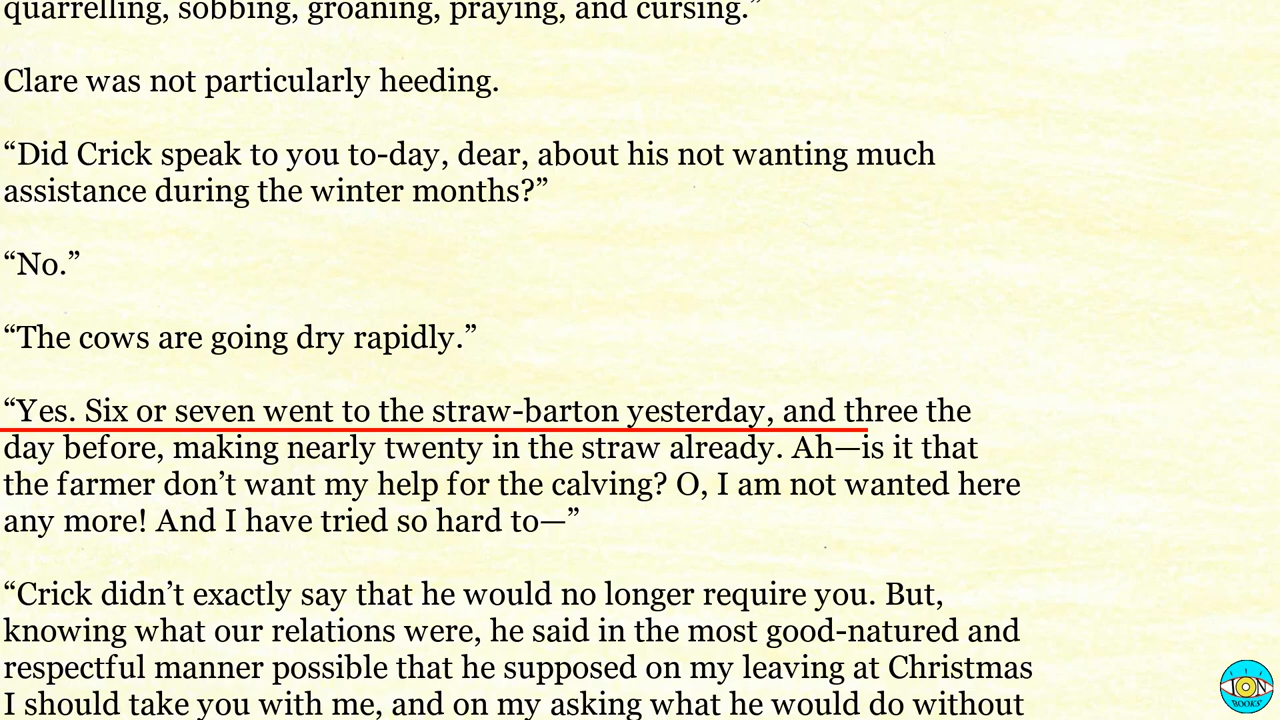 quarrelling, sobbing, groaning, praying, and cursing.”
Clare was not particularly heeding.
“Did Crick speak to you to-day, dear, about his not wanting much
assistance during the winter months?”
“No.”
“The cows are going dry rapidly.”
“Yes. Six or seven went to the straw-barton yesterday, and three the
day before, making nearly twenty in the straw already. Ah—is it that
the farmer don’t want my help for the calving? O, I am not wanted here
any more! And I have tried so hard to—”
“Crick didn’t exactly say that he would no longer require you. But,
knowing what our relations were, he said in the most good-natured and
respectful manner possible that he supposed on my leaving at Christmas
I should take you with me, and on my asking what he would do without
ION
BOOKS